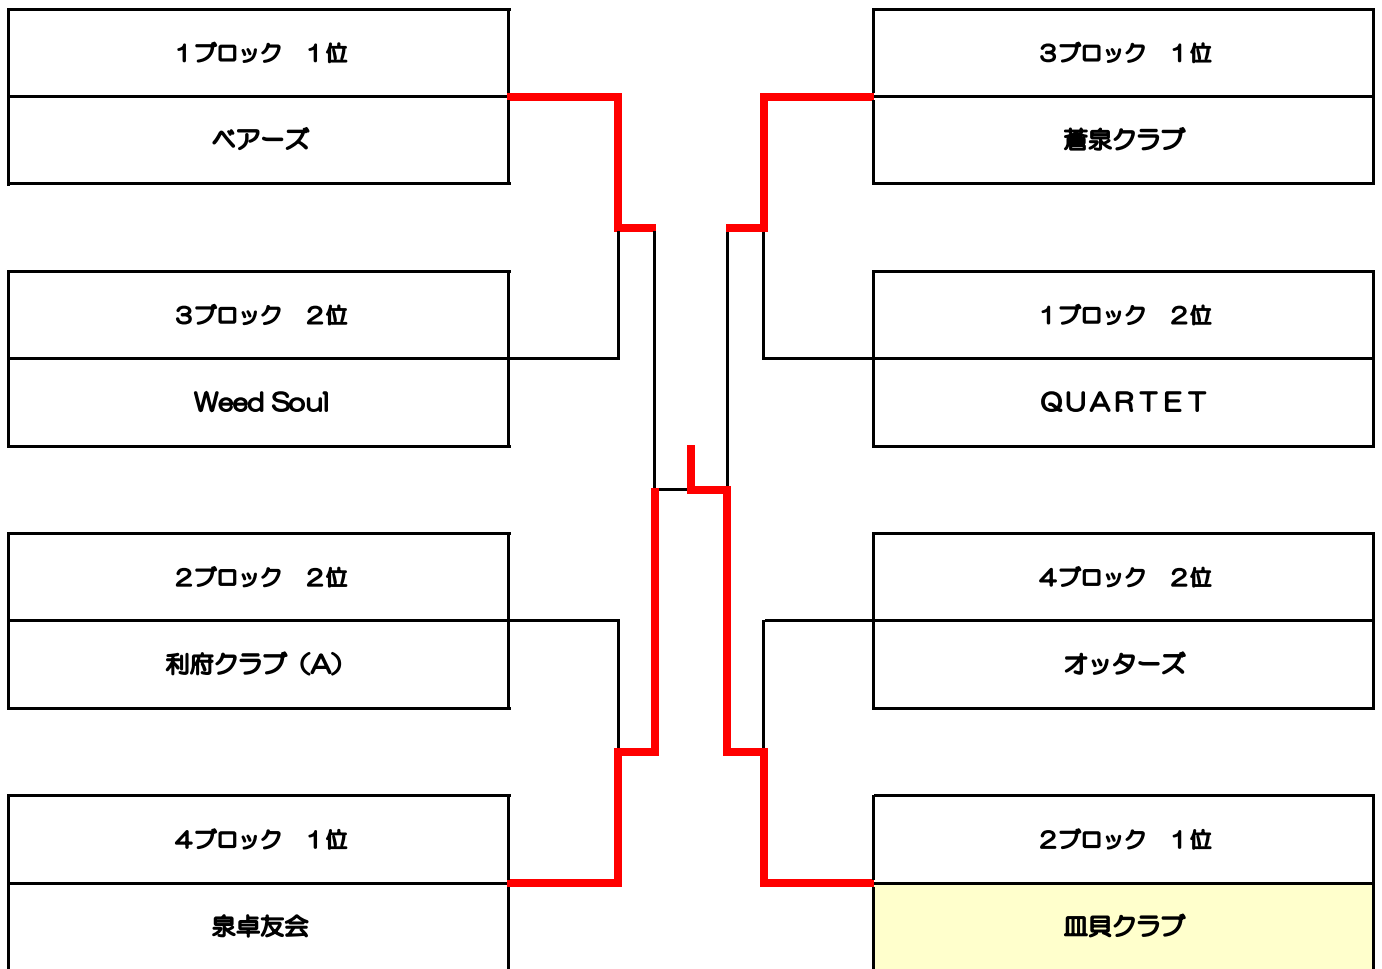 １ブロック　１位
ベアーズ
３ブロック　２位
Weed Soul
２ブロック　２位
利府クラブ（A）
４ブロック　１位
泉卓友会
３ブロック　１位
蒼泉クラブ
１ブロック　２位
ＱＵＡＲＴＥＴ
４ブロック　２位
オッターズ
２ブロック　１位
皿貝クラブ